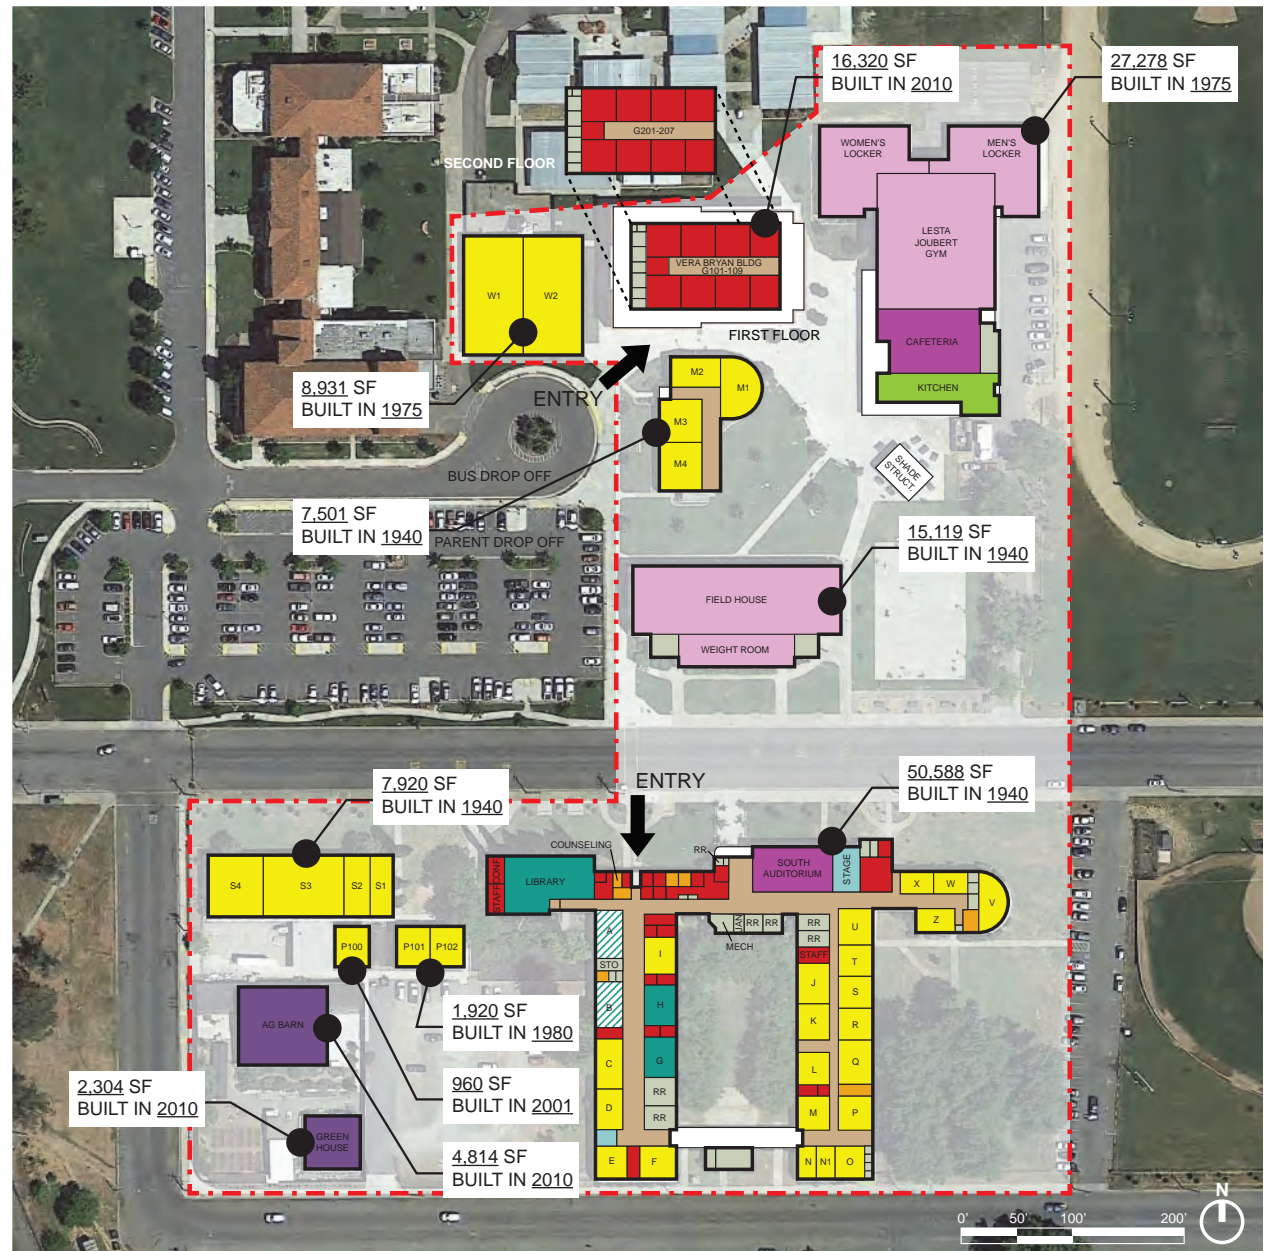 16,320 SF
BUILT IN 2010
27,278 SF
BUILT IN 1975
G201-207
SECOND FLOOR
WOMEN'S
LOCKER
MEN'S
LOCKER
LESTA
JOUBERT
GYM
VERA BRYAN BLDG
G101-109
W1
W2
FIRST FLOOR
CAFETERIA
KITCHEN
8,931 SF
BUILT IN 1975
ENTRY
M2
M1
M3
M4
SHADE
STRUCT.
BUS DROP OFF
7,501 SF
BUILT IN 1940
PARENT DROP OFF
15,119 SF
BUILT IN 1940
FIELD HOUSE
WEIGHT ROOM
7,920 SF
BUILT IN 1940
ENTRY
50,588 SF
BUILT IN 1940
COUNSELING
RR
S4
S3
S2
S1
STAFF
CONF
LIBRARY
SOUTH
AUDITORIUM
STAGE
X
W
V
Z
P100
P101
P102
A
STO
B
I
H
G
JAN
RR
RR
MECH
RR
RR
STAFF
U
T
S
R
Q
P
J
K
L
M
AG BARN
1,920 SF
BUILT IN 1980
C
D
RR
RR
2,304 SF
BUILT IN 2010
960 SF
BUILT IN 2001
GREEN
HOUSE
4,814 SF
BUILT IN 2010
E
F
N
N1
O
N
0'
50'
100'
200'